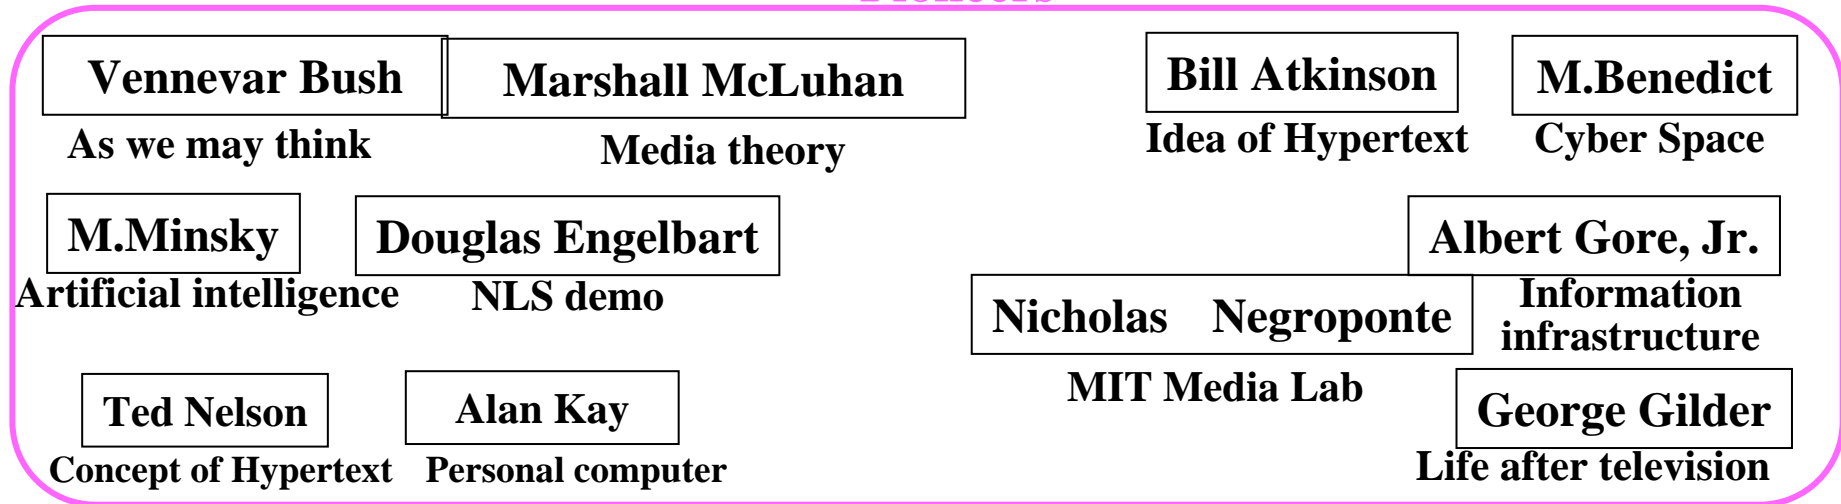 Pioneers
Vennevar Bush
Marshall McLuhan
Bill Atkinson
M.Benedict
As we may think
Media theory
Idea of Hypertext
Cyber Space
M.Minsky
Douglas Engelbart
Albert Gore, Jr.
Artificial intelligence
NLS demo
Information
infrastructure
Nicholas Negroponte
MIT Media Lab
Ted Nelson
Alan Kay
George Gilder
Concept of Hypertext
Personal computer
Life after television